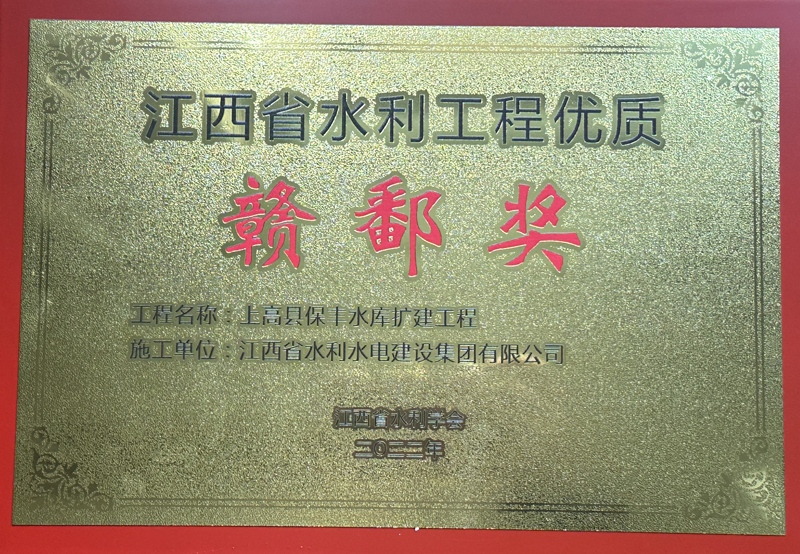 江西省水利工程优质
赣鄱奖
工程名称：上高县保丰水库扩建工程
施工单位：江西省水利水电建设集团有限公司
江西省水利学会
二〇二二年